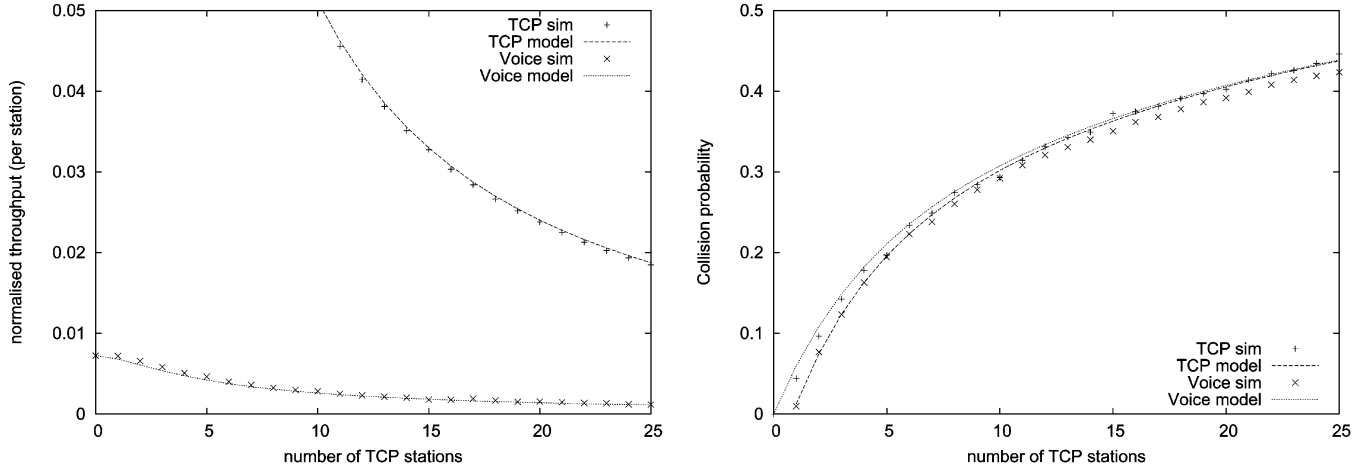 0.05
0.04
0.03
0.02
0.01
0
0 5 10 15 20 25
normalised throughput (per station)
number of TCP stations
TCP sim
TCP model
Voice sim
Voice model
0.5
0.4
0.3
0.2
0.1
0
0 5 10 15 20 25
Collision probability
number of TCP stations
TCP sim
TCP model
Voice sim
Voice model